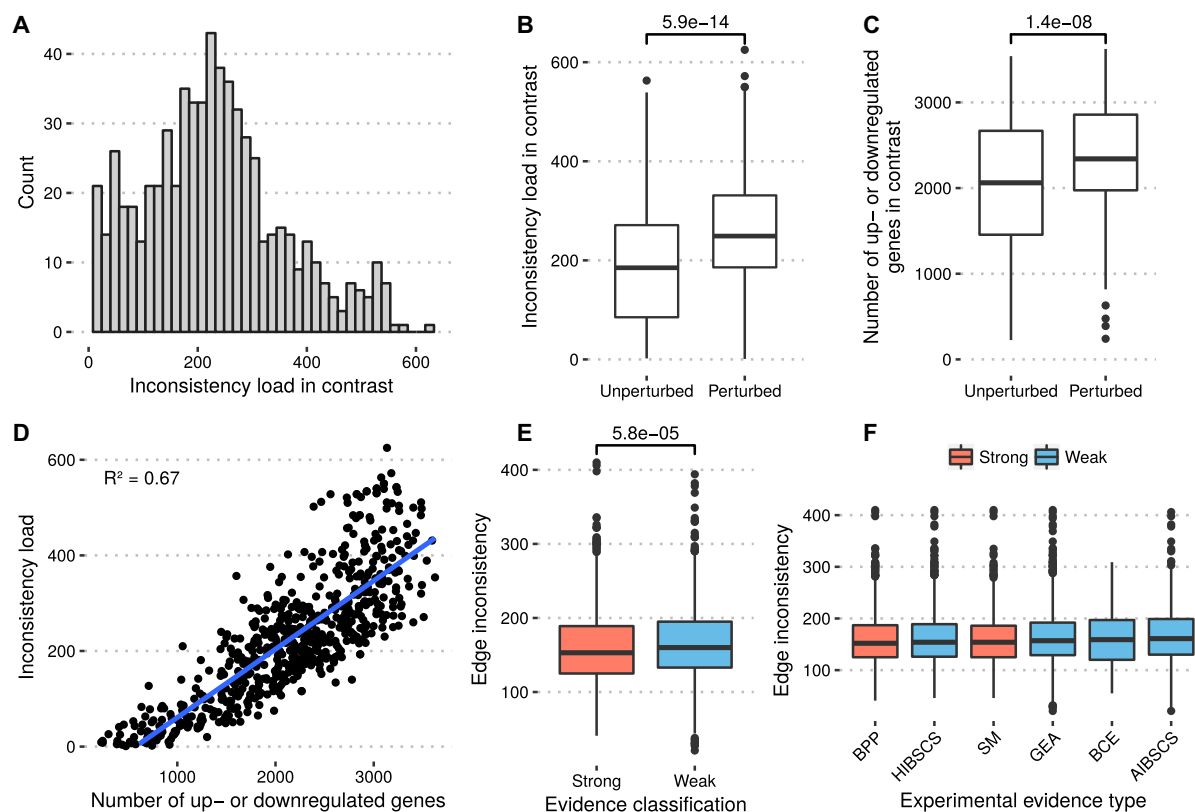 A
Count
40
30
20
10
0
0 200 400 600
Inconsistency load in contrast
B
5.9e−14
Inconsistency load in contrast
600
400
200
0
Unperturbed Perturbed
C
1.4e−08
Number of up− or downregulated
genes in contrast
3000
2000
1000
0
Unperturbed Perturbed
D
R² = 0.67
Inconsistency load
600
400
200
0
1000 2000 3000
Number of up− or downregulated genes
E
5.8e−05
Edge inconsistency
400
300
200
100
Strong Weak
Evidence classification
F
Strong Weak
Edge inconsistency
400
300
200
100
BPP HIBSCS SM GEA BCE AIBSCS
Experimental evidence type